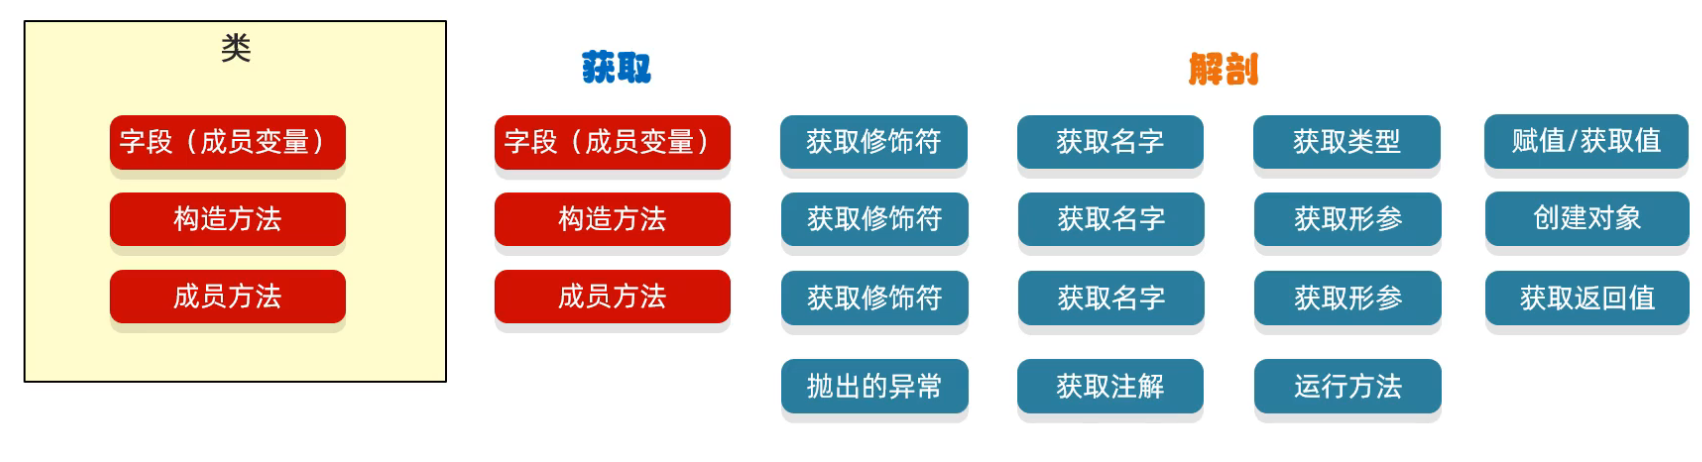 类
字段（成员变量）
构造方法
成员方法
获取 解剖
字段（成员变量） 获取修饰符 获取名字 获取类型 赋值/获取值
构造方法 获取修饰符 获取名字 获取形参 创建对象
成员方法 获取修饰符 获取名字 获取形参 获取返回值
抛出的异常 获取注解 运行方法